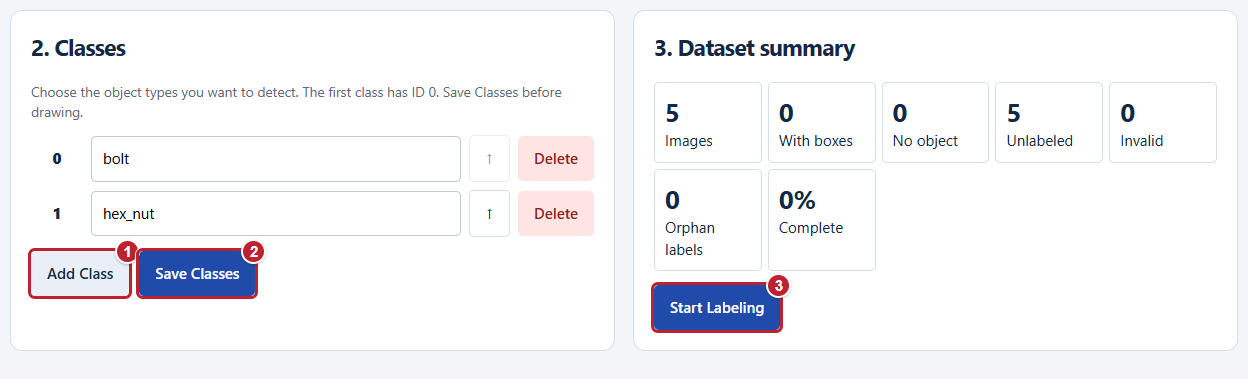 2. Classes
Choose the object types you want to detect. The first class has ID 0. Save Classes before
drawing.
0 bolt ↑ Delete
1 hex_nut ↑ Delete
Add Class 1 Save Classes 2
3. Dataset summary
5 0 0 5 0
Images With boxes No object Unlabeled Invalid
0 0%
Orphan Complete
labels
Start Labeling 3